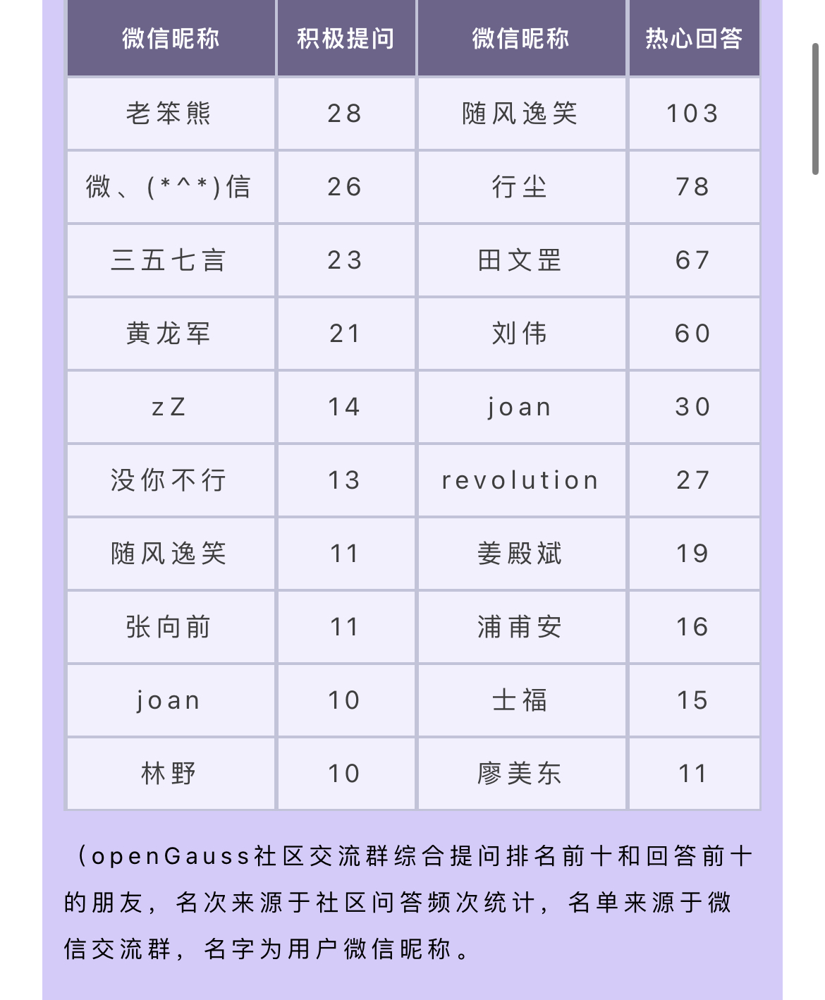 微信昵称 积极提问 微信昵称 热心回答
老笨熊 28 随风逸笑 103
微、(*^*)信 26 行尘 78
三五七言 23 田文罡 67
黄龙军 21 刘伟 60
zZ 14 joan 30
没你不行 13 revolution 27
随风逸笑 11 姜殿斌 19
张向前 11 浦甫安 16
joan 10 士福 15
林野 10 廖美东 11
（openGauss社区交流群综合提问排名前十和回答前十
的朋友，名次来源于社区问答频次统计，名单来源于微
信交流群，名字为用户微信昵称。